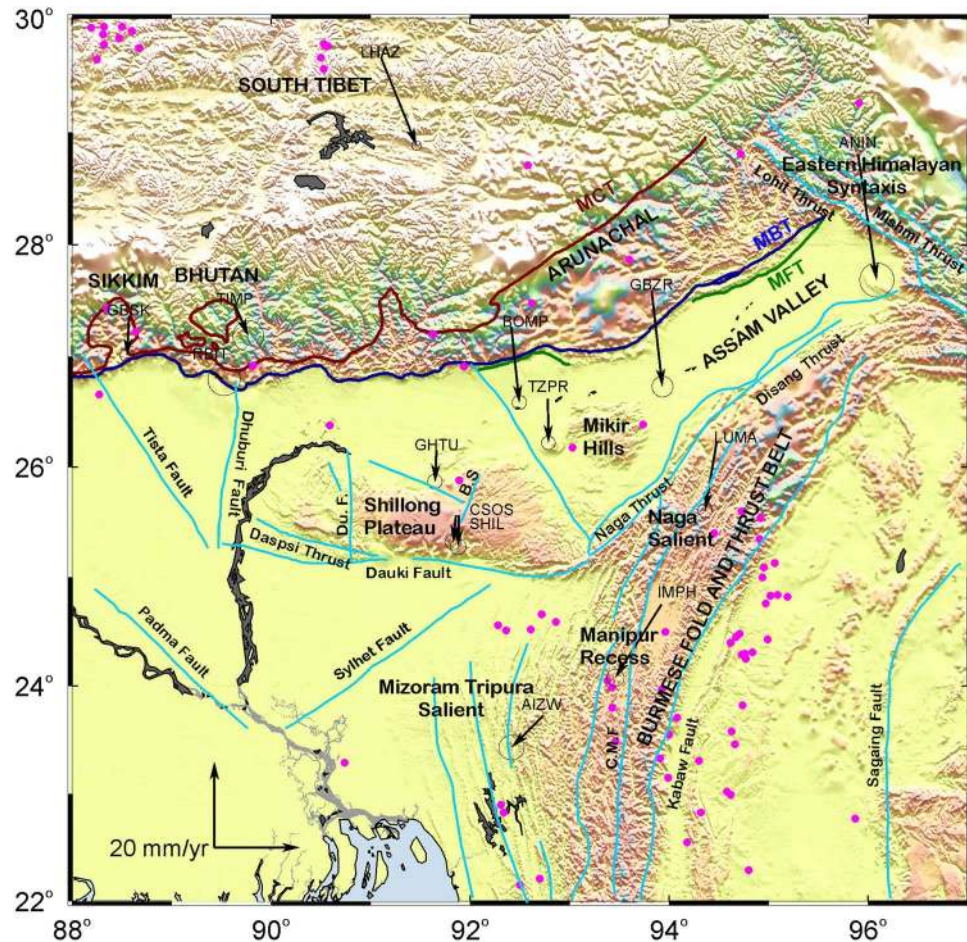 30°
LHAZ
SOUTH TIBET
ANIN
Eastern Himalayan
Syntaxis
Lohit Thrust
Mishmi Thrust
MCT
ARUNACHAL
28°
MBT
MFT
SIKKIM
BHUTAN
GBSK
TIMP
GBZR
BOMP
ASSAM VALLEY
RBIT
TZPR
Disang Thrust
Mikir
Hills
LUMA
Tista Fault
Dhuburi Fault
GHTU
B.S
26°
Du. F.
Shillong
Plateau
CSOS
SHIL
Naga Thrust
Naga
Salient
Daspsi Thrust
Dauki Fault
IMPH
BURMESE FOLD AND THRUST BELT
Padma Fault
Sylhet Fault
Manipur
Recess
24°
Mizoram Tripura
Salient
AIZW
C.M.F.
Kabaw Fault
Sagaing Fault
20 mm/yr
22°
88°
90°
92°
94°
96°